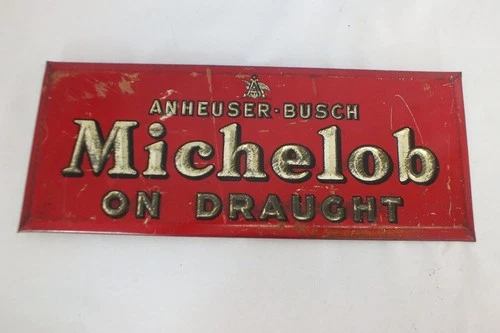 ANHEUSER-BUSCH
Michelob
ON DRAUGHT